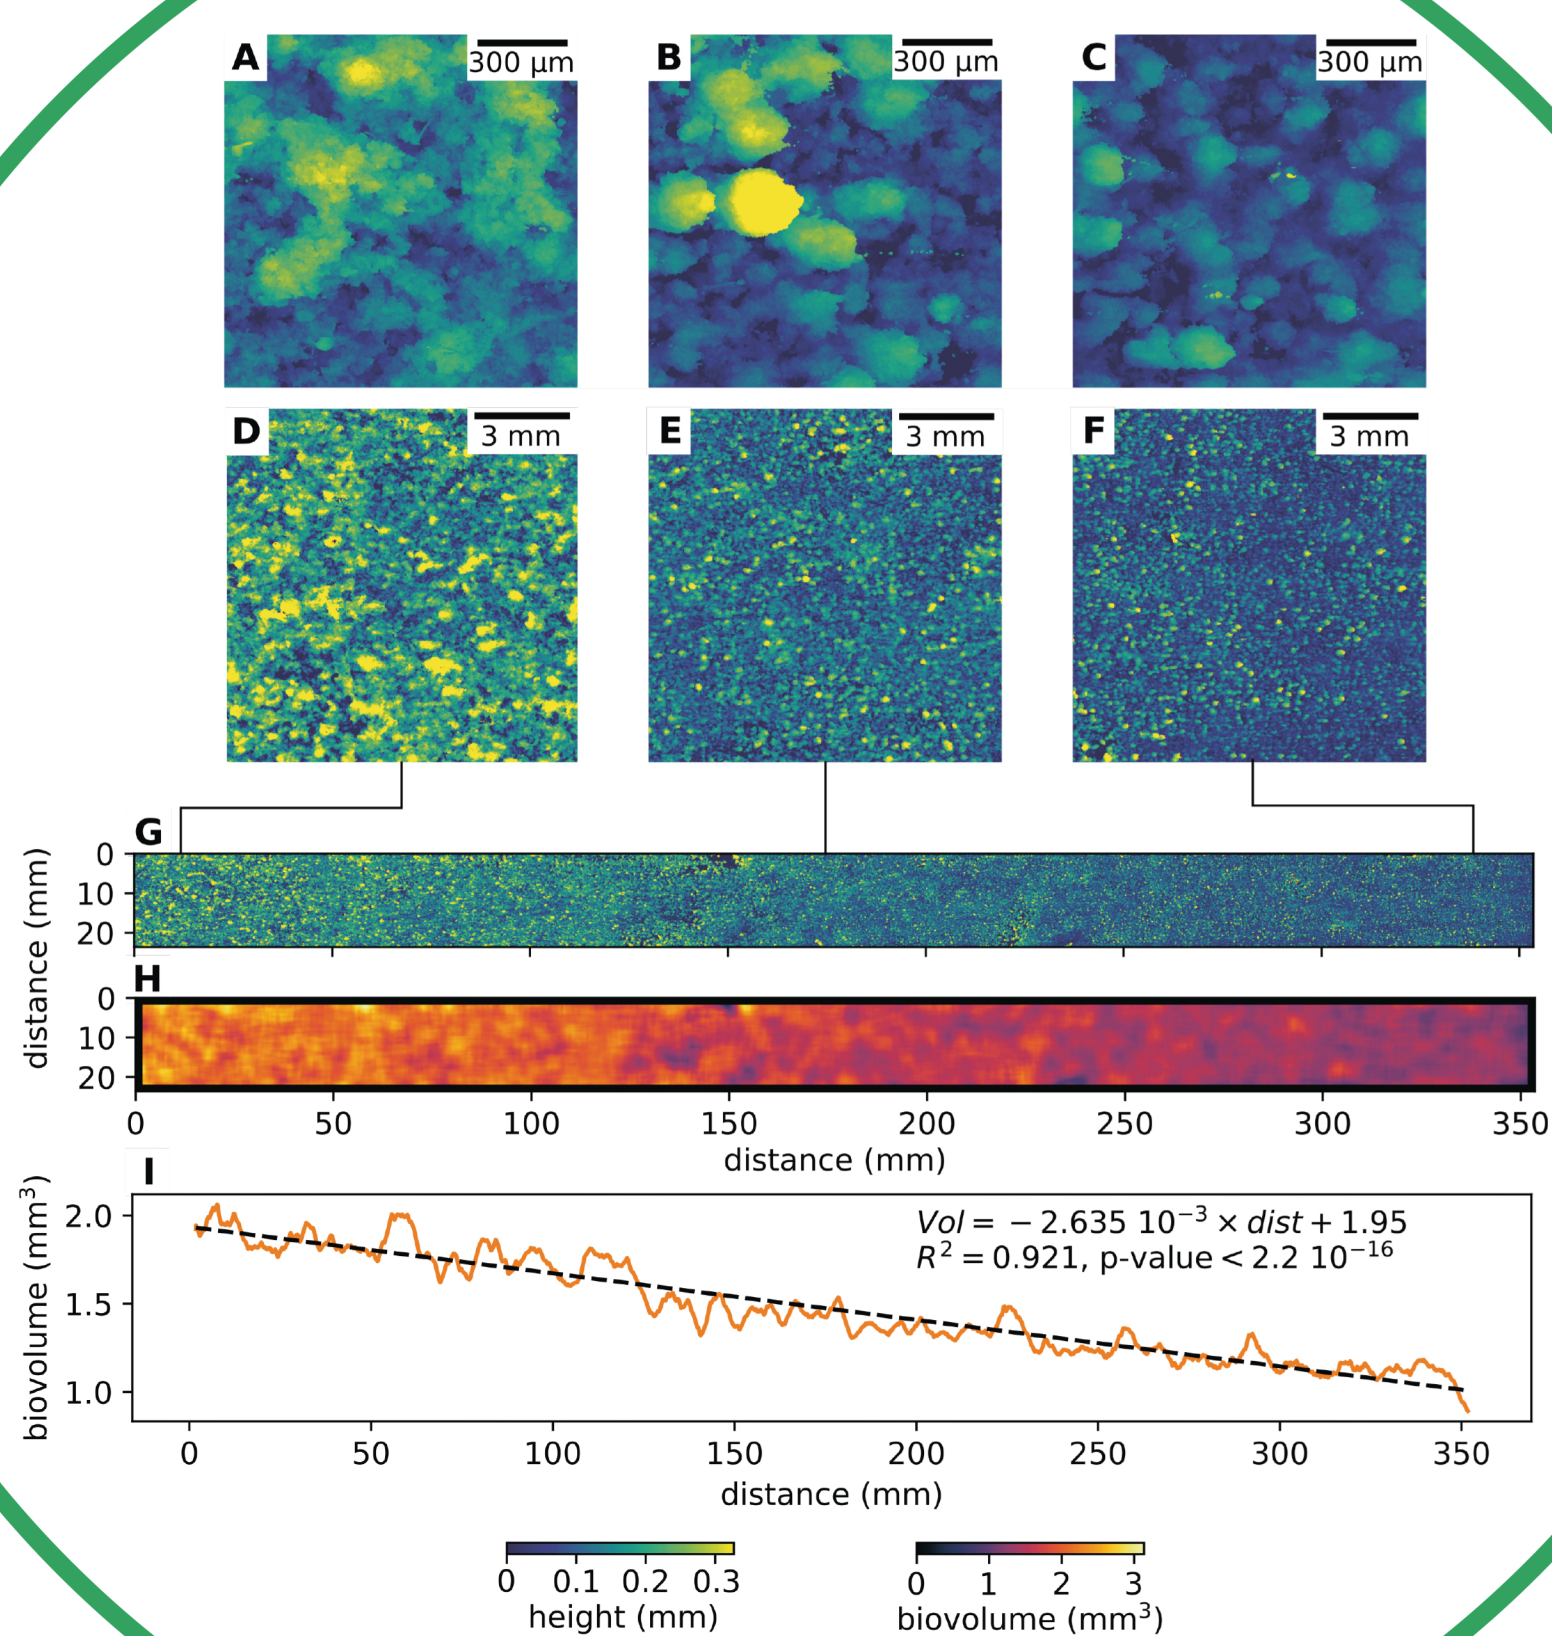 A
300 µm
B
300 µm
C
300 µm
D
3 mm
E
3 mm
F
3 mm
G
0
10
20
distance (mm)
H
0
10
20
0 50 100 150 200 250 300 350
distance (mm)
I
biovolume (mm³)
2.0
1.5
1.0
Vol = − 2.635 10⁻³ × dist + 1.95
R² = 0.921, p-value < 2.2 10⁻¹⁶
0 50 100 150 200 250 300 350
distance (mm)
0 0.1 0.2 0.3
height (mm)
0 1 2 3
biovolume (mm³)